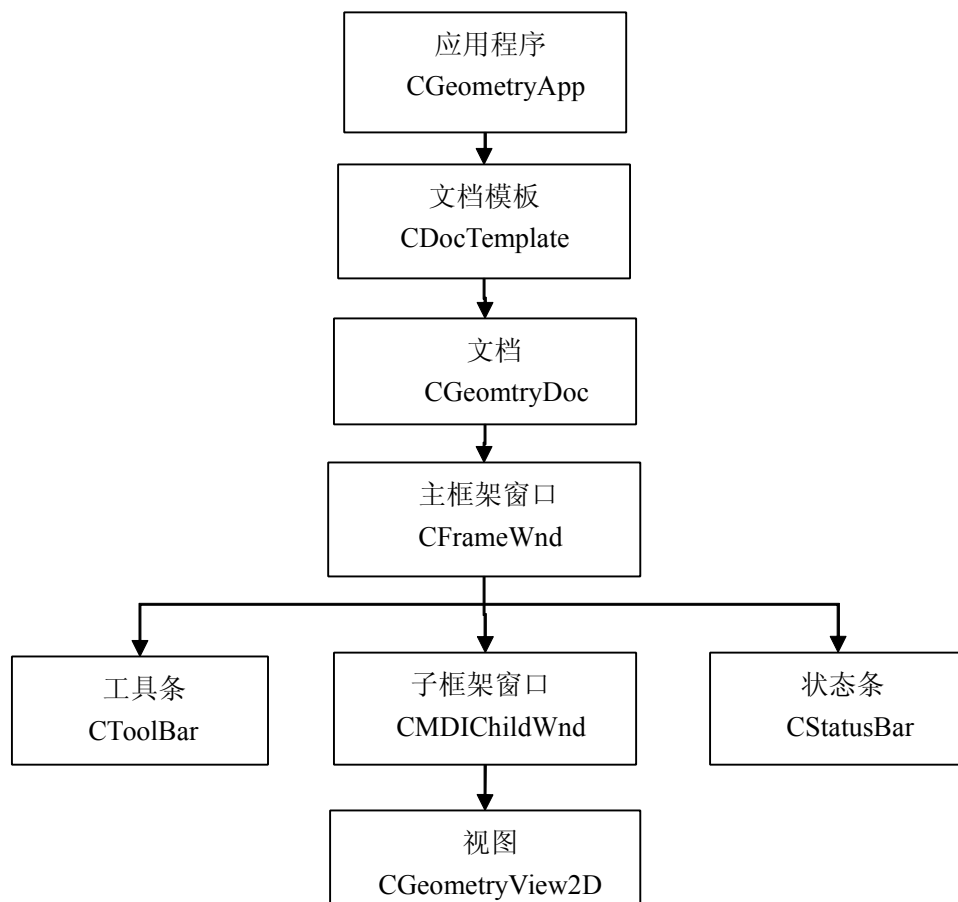 应用程序
CGeometryApp
文档模板
CDocTemplate
文档
CGeomtryDoc
主框架窗口
CFrameWnd
工具条
CToolBar
子框架窗口
CMDIChildWnd
状态条
CStatusBar
视图
CGeometryView2D